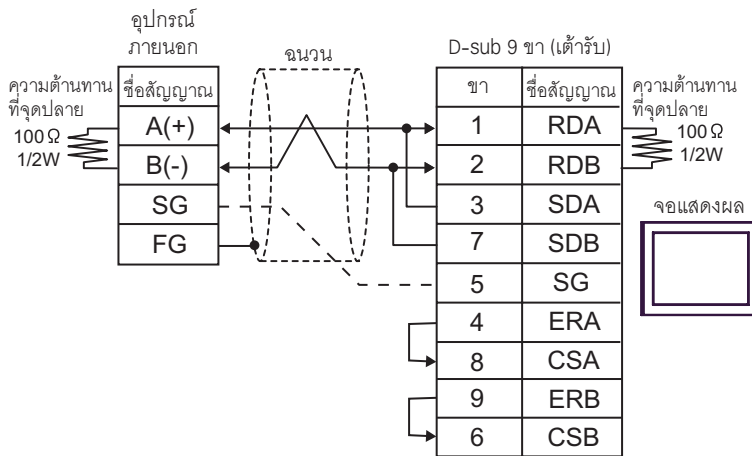 อุปกรณ์
ภายนอก
ฉนวน
D-sub 9 ขา (เต้ารับ)
ความต้านทาน
ที่จุดปลาย
100Ω
1/2W
ชื่อสัญญาณ
A(+)
B(-)
SG
FG
ขา ชื่อสัญญาณ
1 RDA
2 RDB
3 SDA
7 SDB
5 SG
4 ERA
8 CSA
9 ERB
6 CSB
ความต้านทาน
ที่จุดปลาย
100Ω
1/2W
จอแสดงผล